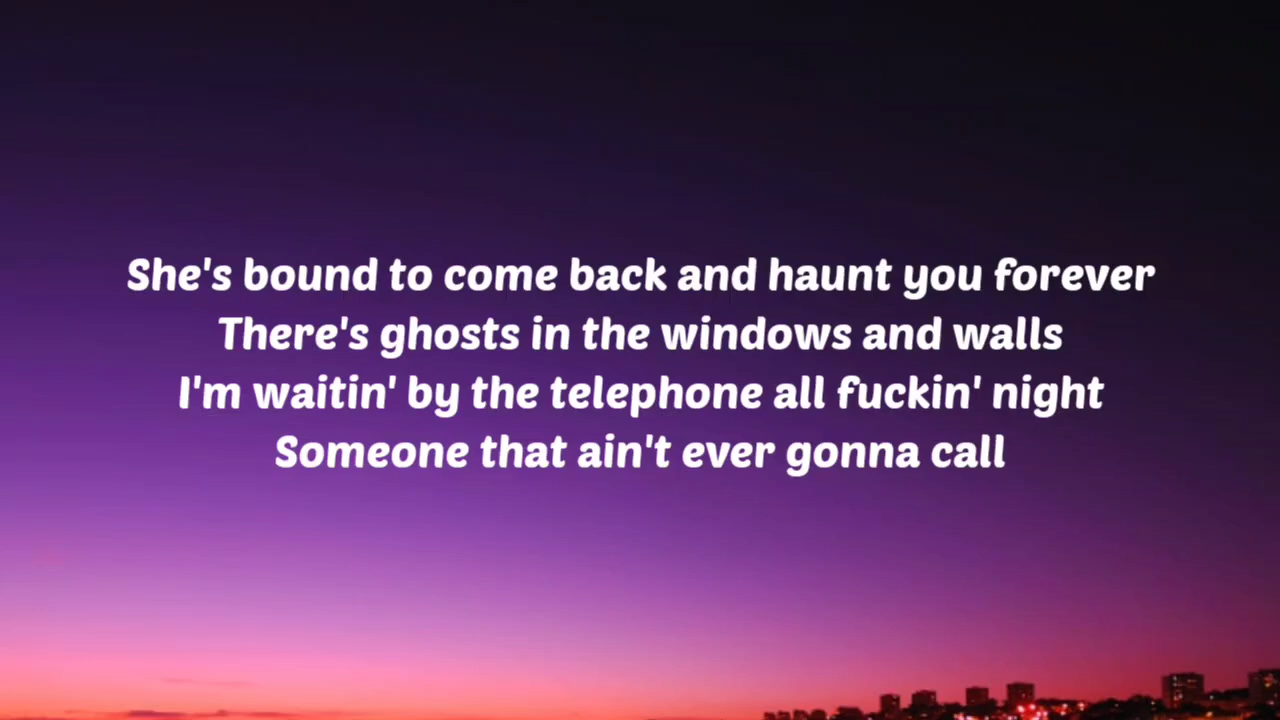 She's bound to come back and haunt you forever
There's ghosts in the windows and walls
I'm waitin' by the telephone all fuckin' night
Someone that ain't ever gonna call